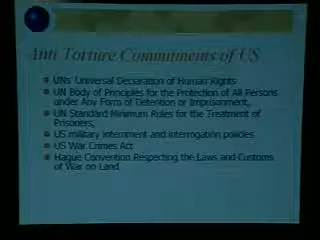 Anti Torture Commitments of US
UNs' Universal Declaration of Human Rights
UN Body of Principles for the Protection of All Persons
under Any Form of Detention or Imprisonment,
UN Standard Minimum Rules for the Treatment of
Prisoners,
US military internment and interrogation policies
US War Crimes Act
Hague Convention Respecting the Laws and Customs
of War on Land